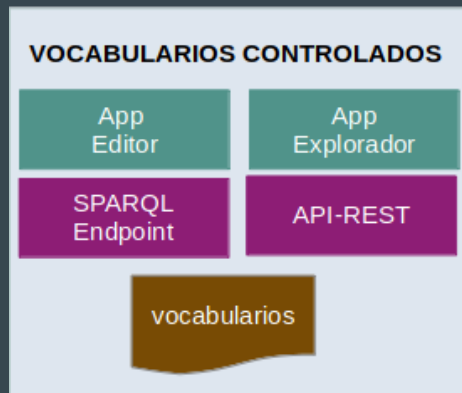 VOCABULARIOS CONTROLADOS
App
Editor
App
Explorador
SPARQL
Endpoint
API-REST
vocabularios